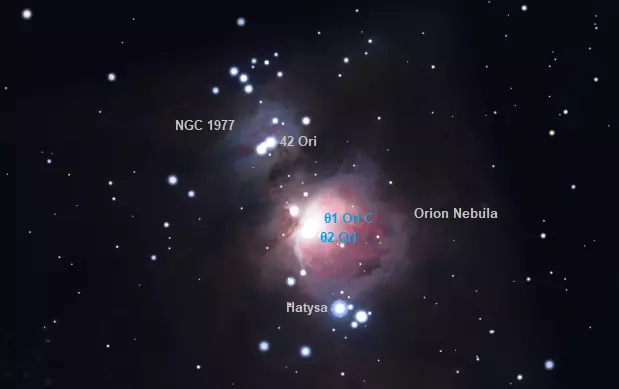 NGC 1977
42 Ori
Orion Nebula
θ1 Ori C
θ2 Ori
Hatysa